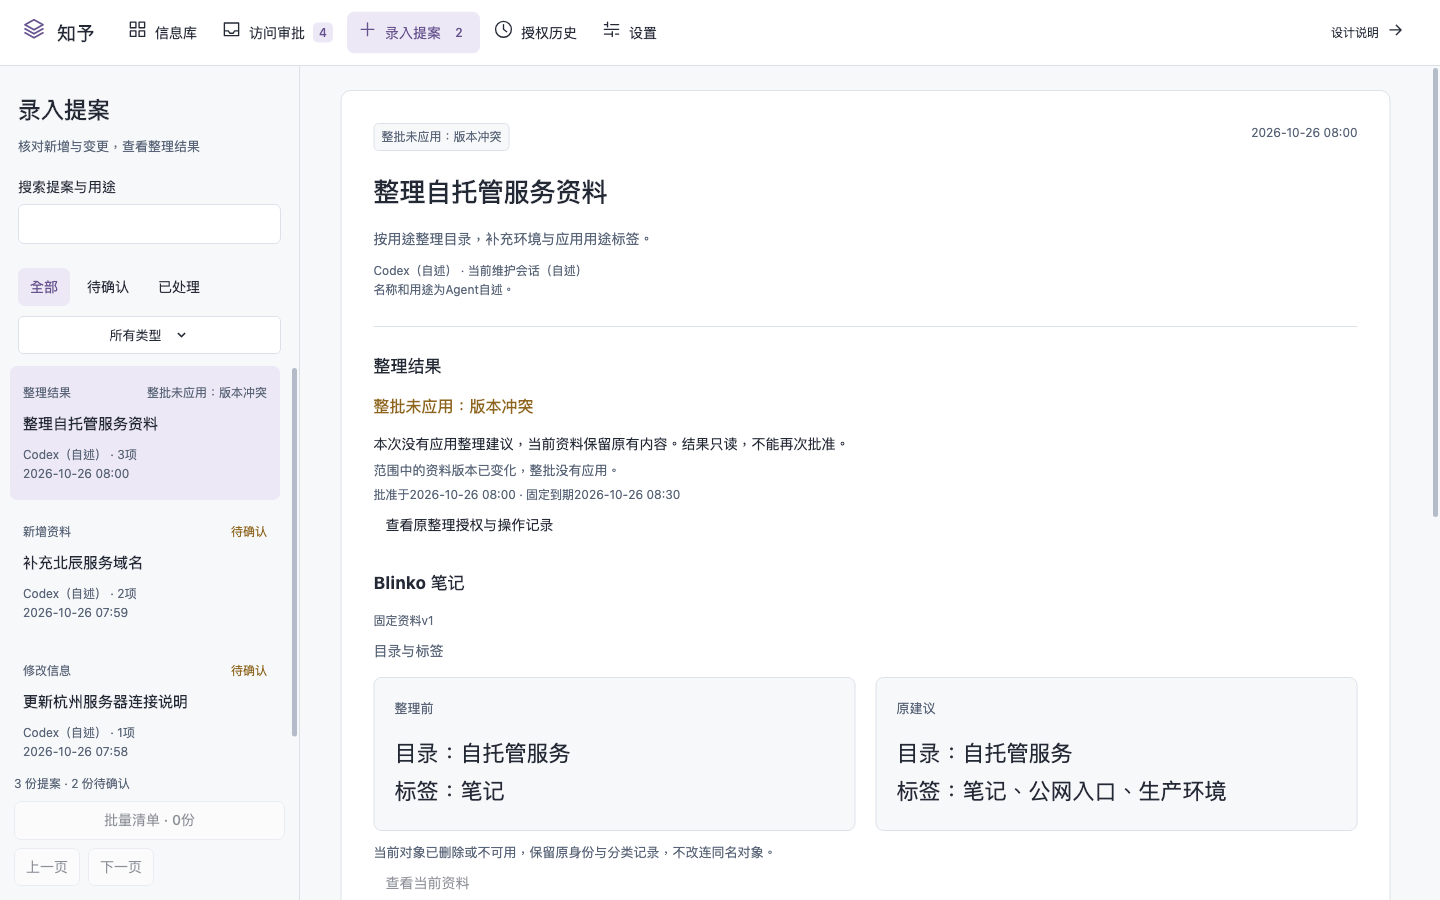 知予
信息库
访问审批 4
录入提案 2
授权历史
设置
设计说明
录入提案
核对新增与变更，查看整理结果
搜索提案与用途
全部
待确认
已处理
所有类型
整理结果 整批未应用：版本冲突
整理自托管服务资料
Codex（自述） · 3项
2026-10-26 08:00
新增资料 待确认
补充北辰服务域名
Codex（自述） · 2项
2026-10-26 07:59
修改信息 待确认
更新杭州服务器连接说明
Codex（自述） · 1项
2026-10-26 07:58
3 份提案 · 2 份待确认
批量清单 · 0份
上一页
下一页
整批未应用：版本冲突
2026-10-26 08:00
整理自托管服务资料
按用途整理目录，补充环境与应用用途标签。
Codex（自述） · 当前维护会话（自述）
名称和用途为Agent自述。
整理结果
整批未应用：版本冲突
本次没有应用整理建议，当前资料保留原有内容。结果只读，不能再次批准。
范围中的资料版本已变化，整批没有应用。
批准于2026-10-26 08:00 · 固定到期2026-10-26 08:30
查看原整理授权与操作记录
Blinko 笔记
固定资料v1
目录与标签
整理前
目录：自托管服务
标签：笔记
原建议
目录：自托管服务
标签：笔记、公网入口、生产环境
当前对象已删除或不可用，保留原身份与分类记录，不改连同名对象。
查看当前资料